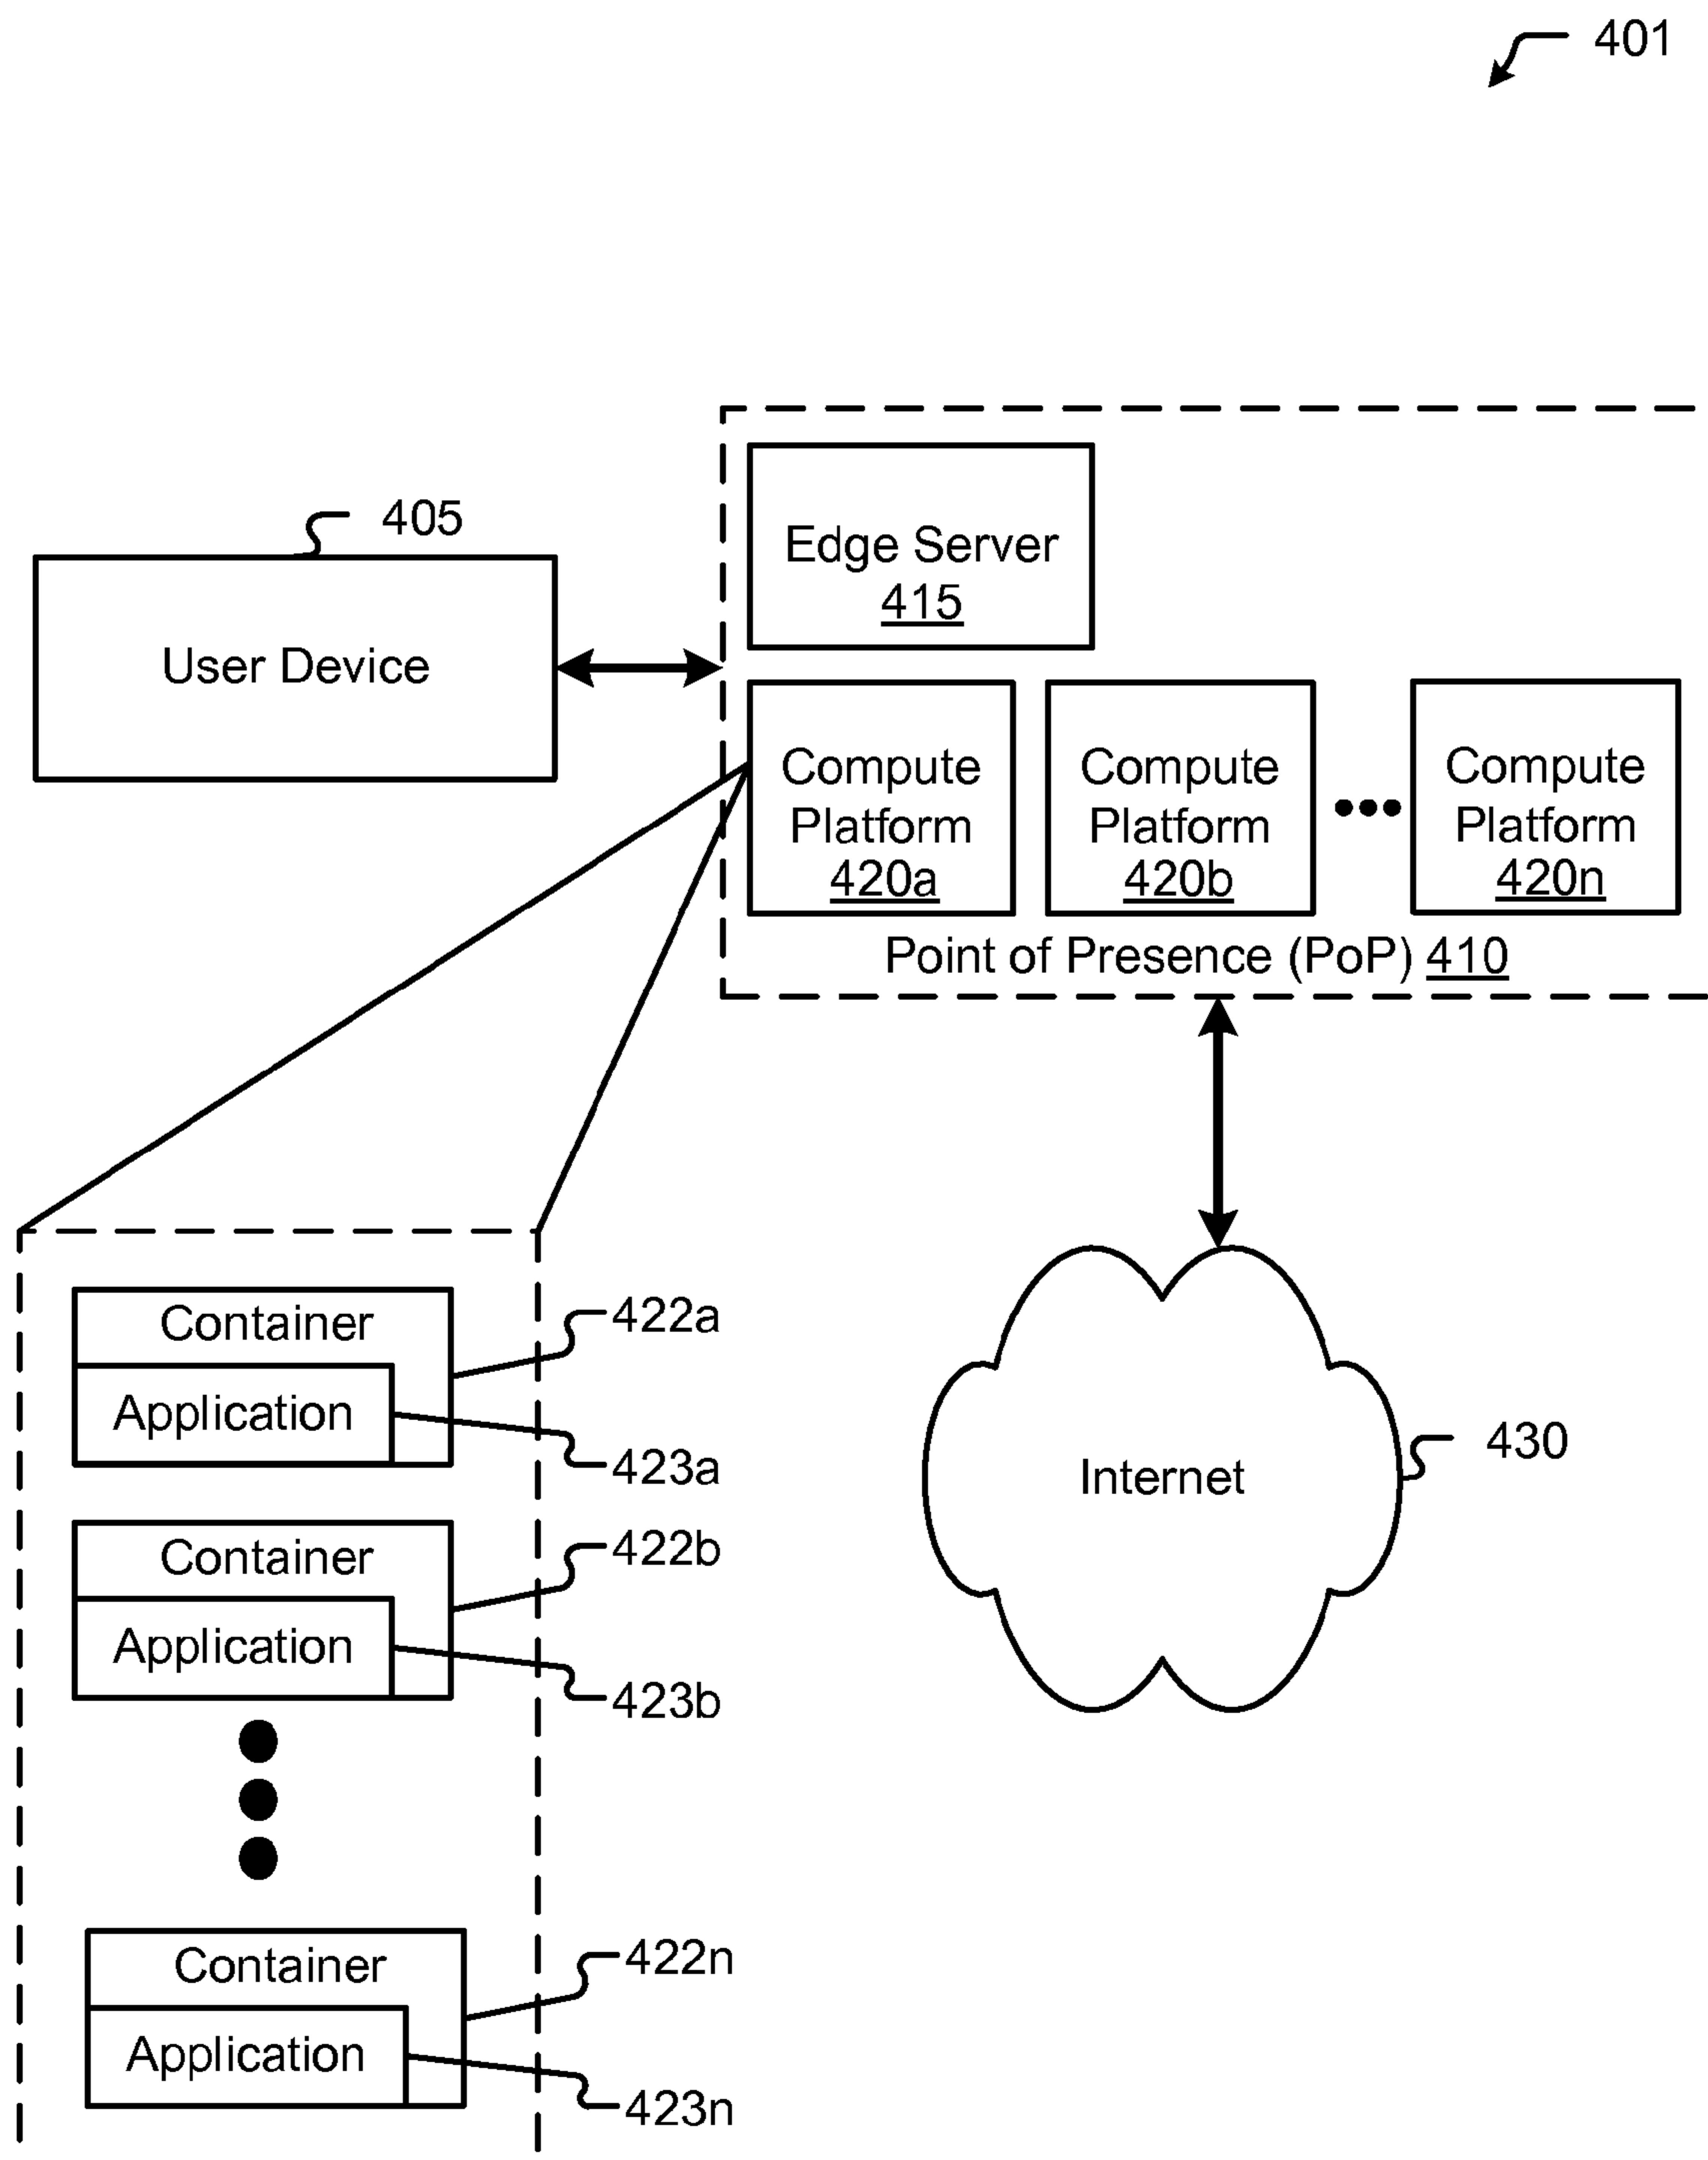 401
405
User Device
Edge Server
415
Compute
Platform
420a
Compute
Platform
420b
Compute
Platform
420n
Point of Presence (PoP) 410
Container
422a
Application
423a
Container
422b
Application
423b
Internet
430
Container
422n
Application
423n